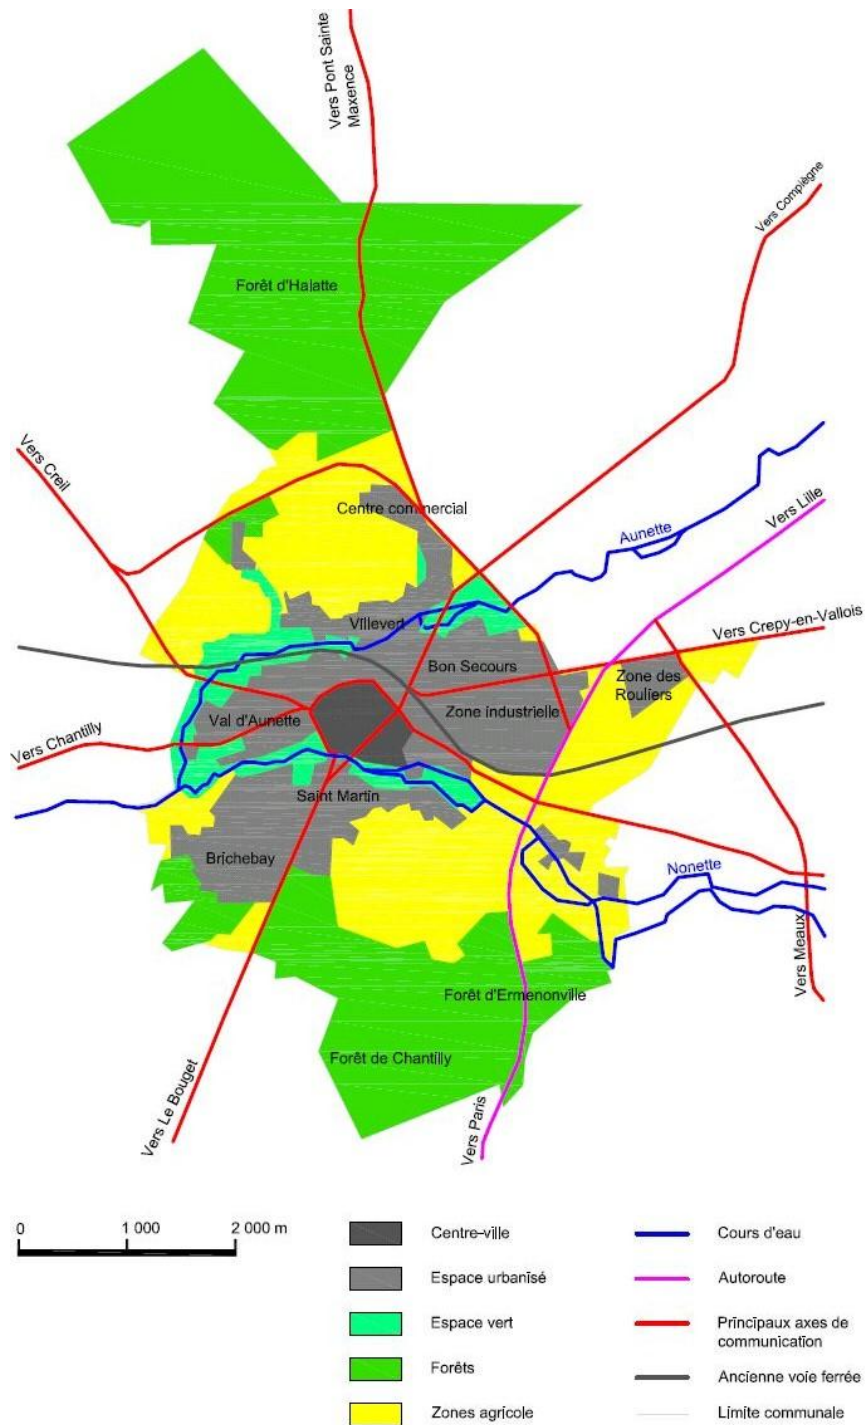 Vers Pont Sainte
Maxence
Vers Compiègne
Forêt d'Halatte
Vers Creil
Centre commercial
Aunette
Vers Lille
Villevert
Vers Crepy-en-Vallois
Bon Secours
Zone des
Rouliers
Val d'Aunette
Zone industrielle
Vers Chantilly
Saint Martin
Brichebay
Nonette
Vers Meaux
Forêt d'Ermenonville
Forêt de Chantilly
Vers Le Bouget
Vers Paris
0 1 000 2 000 m
Centre-ville
Espace urbanisé
Espace vert
Forêts
Zones agricole
Cours d'eau
Autoroute
Principaux axes de
communication
Ancienne voie ferrée
Limite communale